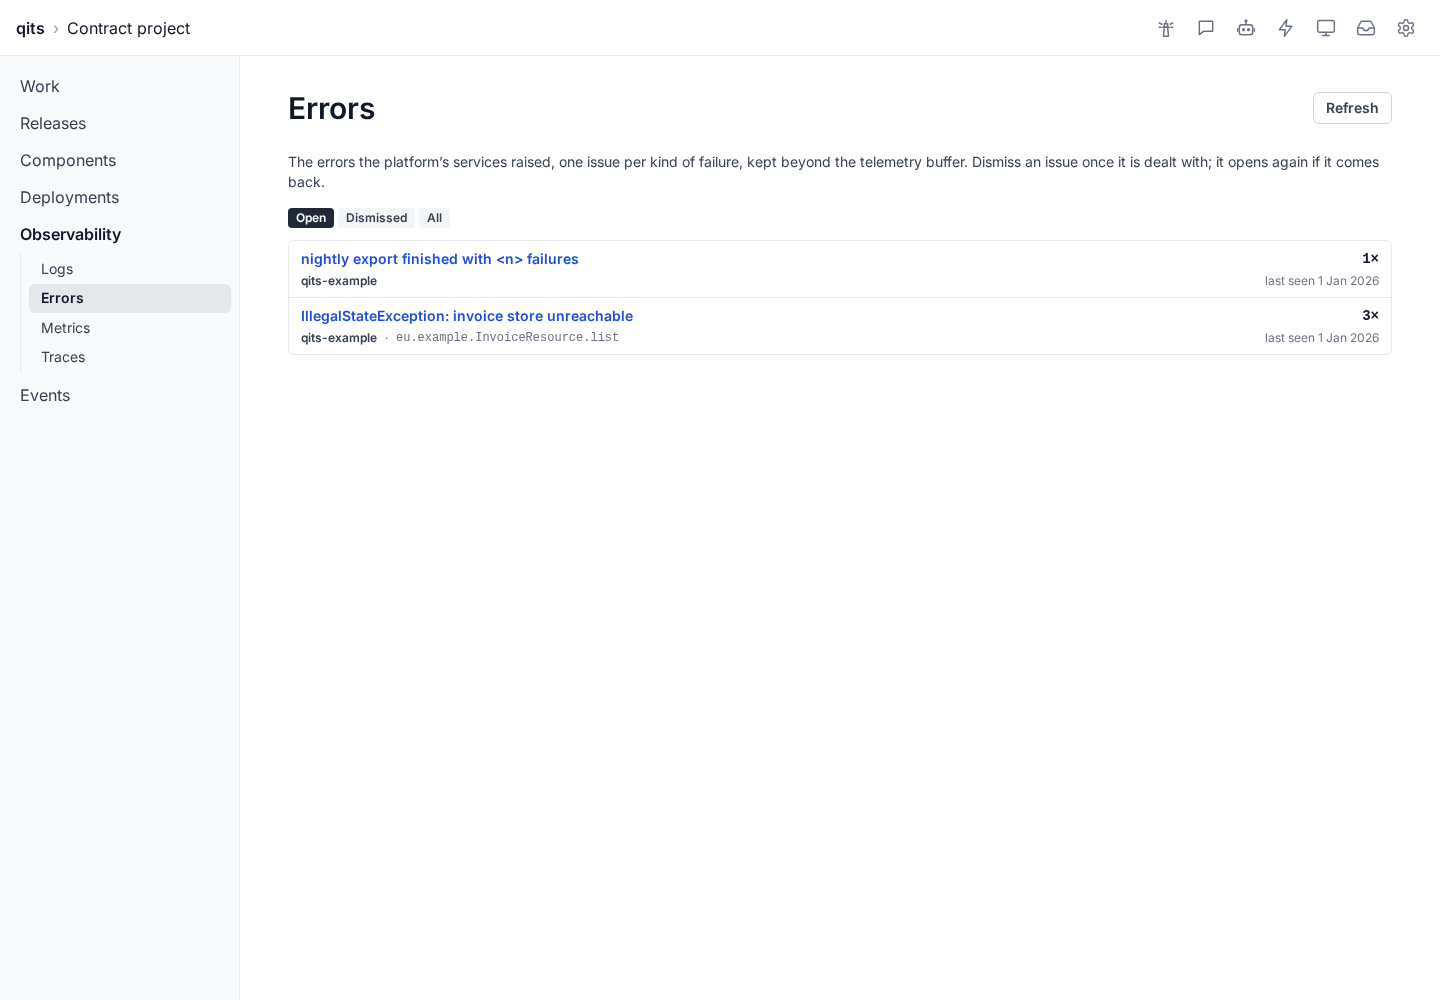 qits › Contract project
Work
Releases
Components
Deployments
Observability
Logs
Errors
Metrics
Traces
Events
Errors
Refresh
The errors the platform’s services raised, one issue per kind of failure, kept beyond the telemetry buffer. Dismiss an issue once it is dealt with; it opens again if it comes
back.
Open Dismissed All
nightly export finished with <n> failures 1×
qits-example last seen 1 Jan 2026
IllegalStateException: invoice store unreachable 3×
qits-example · eu.example.InvoiceResource.list last seen 1 Jan 2026